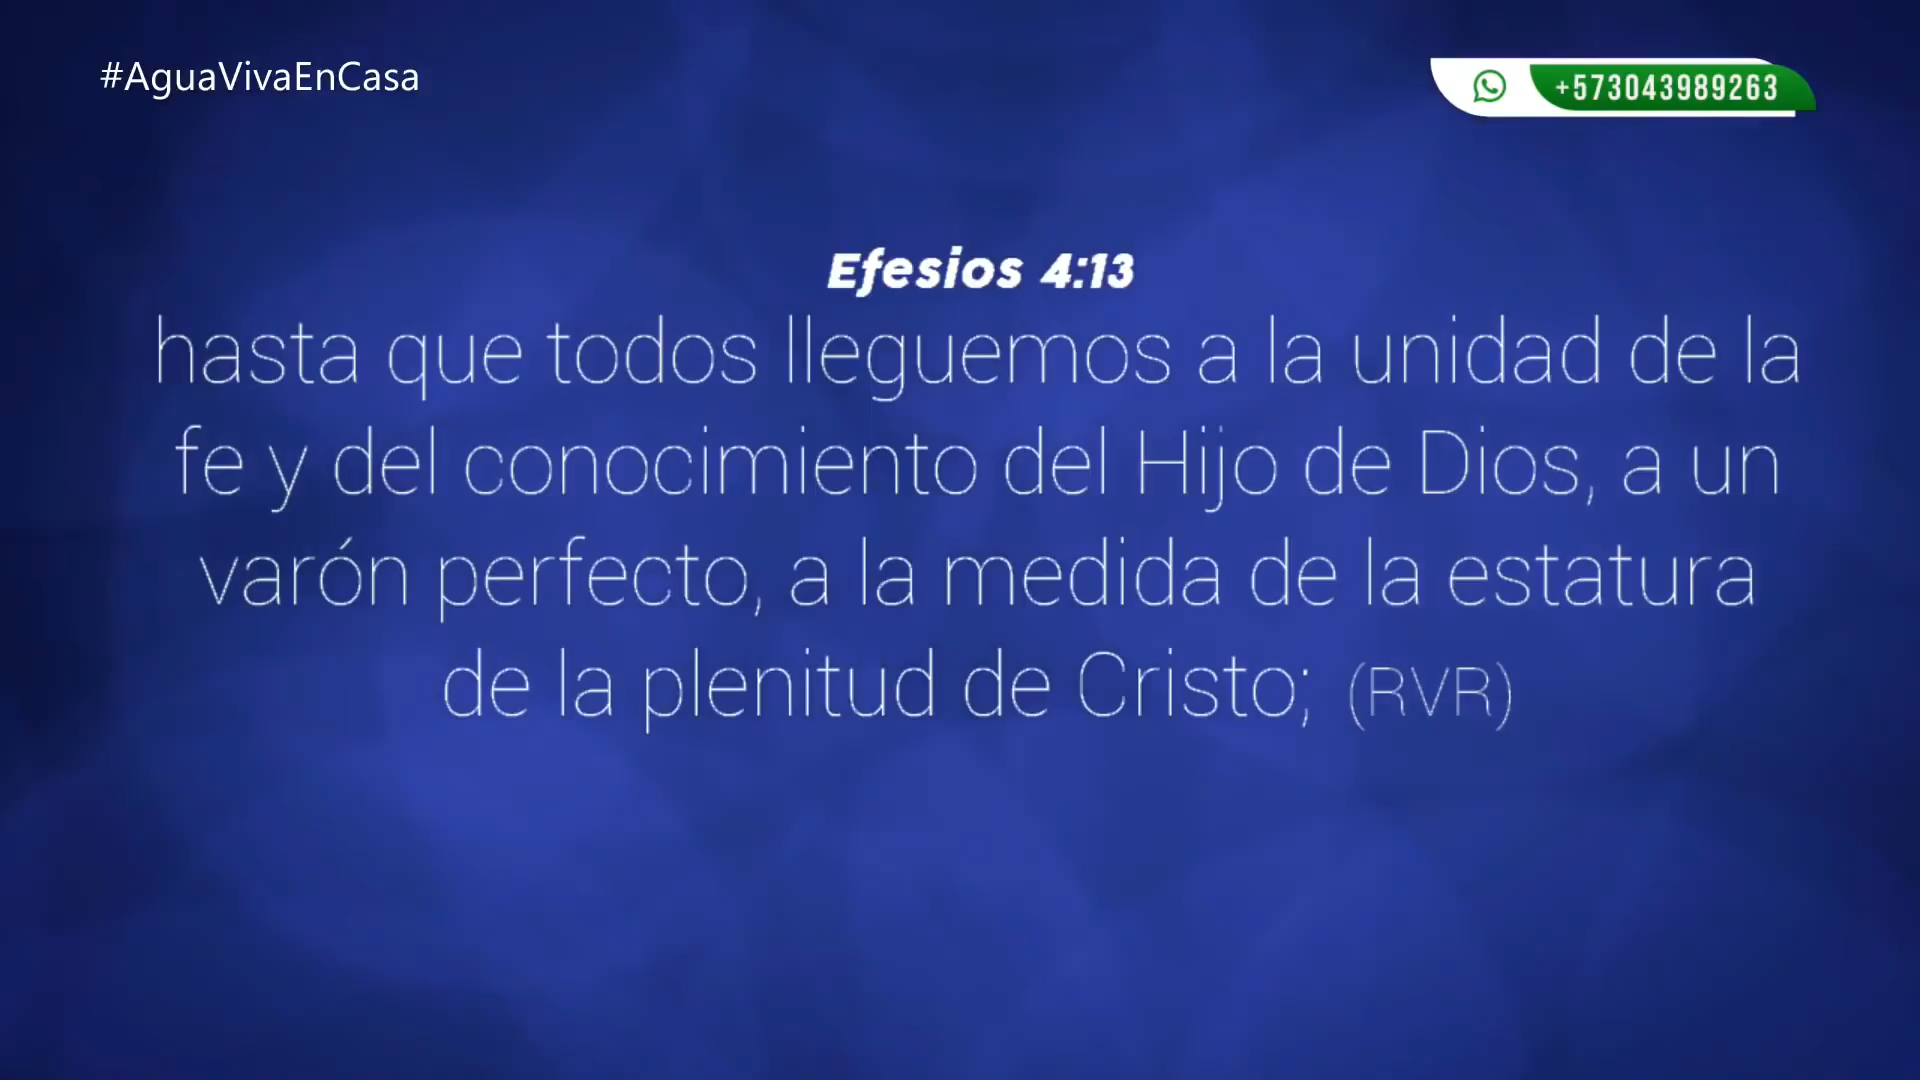 #AguaVivaEnCasa
+573043989263
Efesios 4:13
hasta que todos lleguemos a la unidad de la
fe y del conocimiento del Hijo de Dios, a un
varón perfecto, a la medida de la estatura
de la plenitud de Cristo; (RVR)